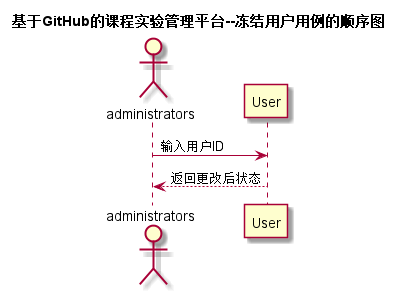 基于GitHub的课程实验管理平台--冻结用户用例的顺序图
administrators
User
输入用户ID
返回更改后状态
administrators
User